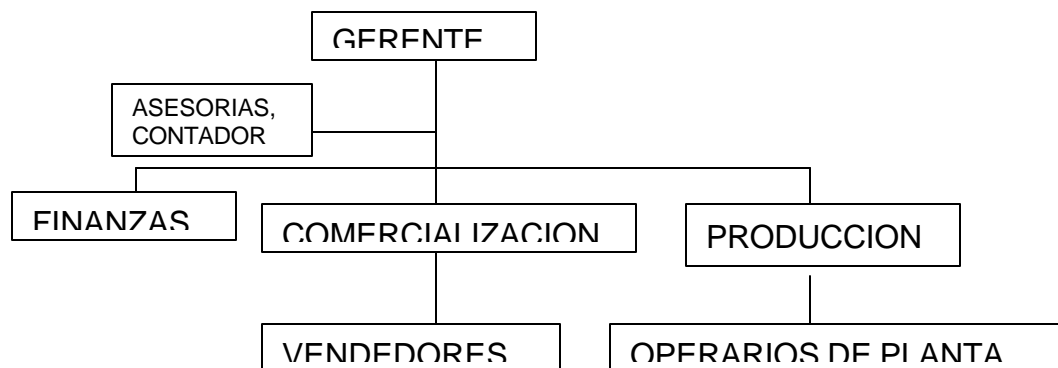 GERENTE
ASESORIAS,
CONTADOR
FINANZAS
COMERCIALIZACION
PRODUCCION
VENDEDORES
OPERARIOS DE PLANTA